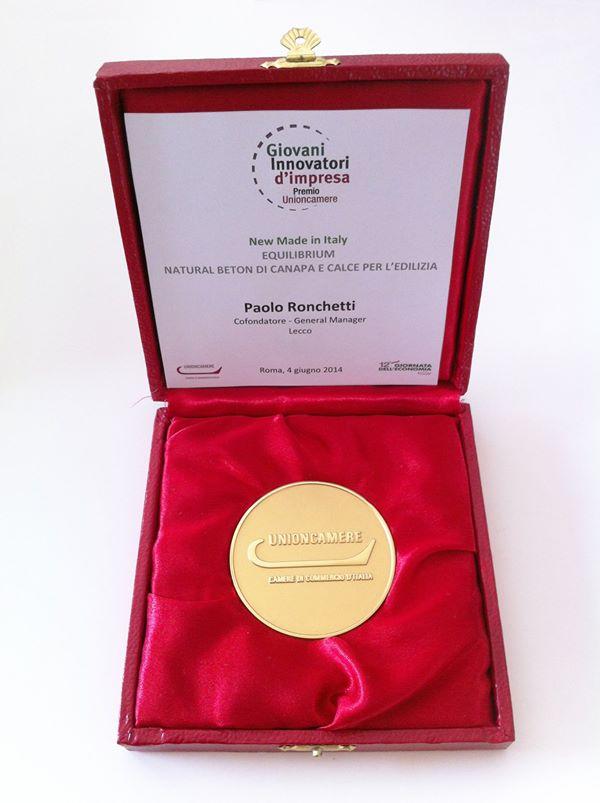 Giovani
Innovatori
d'impresa
Premio
Unioncamere
New Made in Italy
EQUILIBRIUM
NATURAL BETON DI CANAPA E CALCE PER L'EDILIZIA
Paolo Ronchetti
Cofondatore - General Manager
Lecco
Roma, 4 giugno 2014
UNIONCAMERE
12ª GIORNATA
DELL'ECONOMIA
UNIONCAMERE
CAMERE DI COMMERCIO D'ITALIA